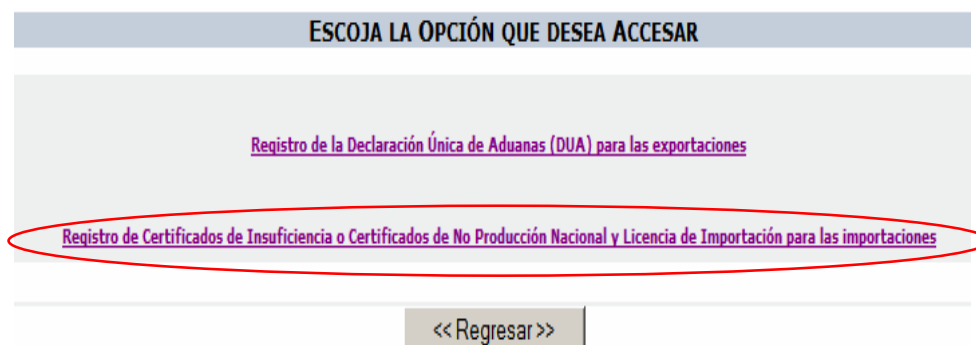 ESCOJA LA OPCIÓN QUE DESEA ACCESAR
Registro de la Declaración Única de Aduanas (DUA) para las exportaciones
Registro de Certificados de Insuficiencia o Certificados de No Producción Nacional y Licencia de Importación para las importaciones
<< Regresar >>